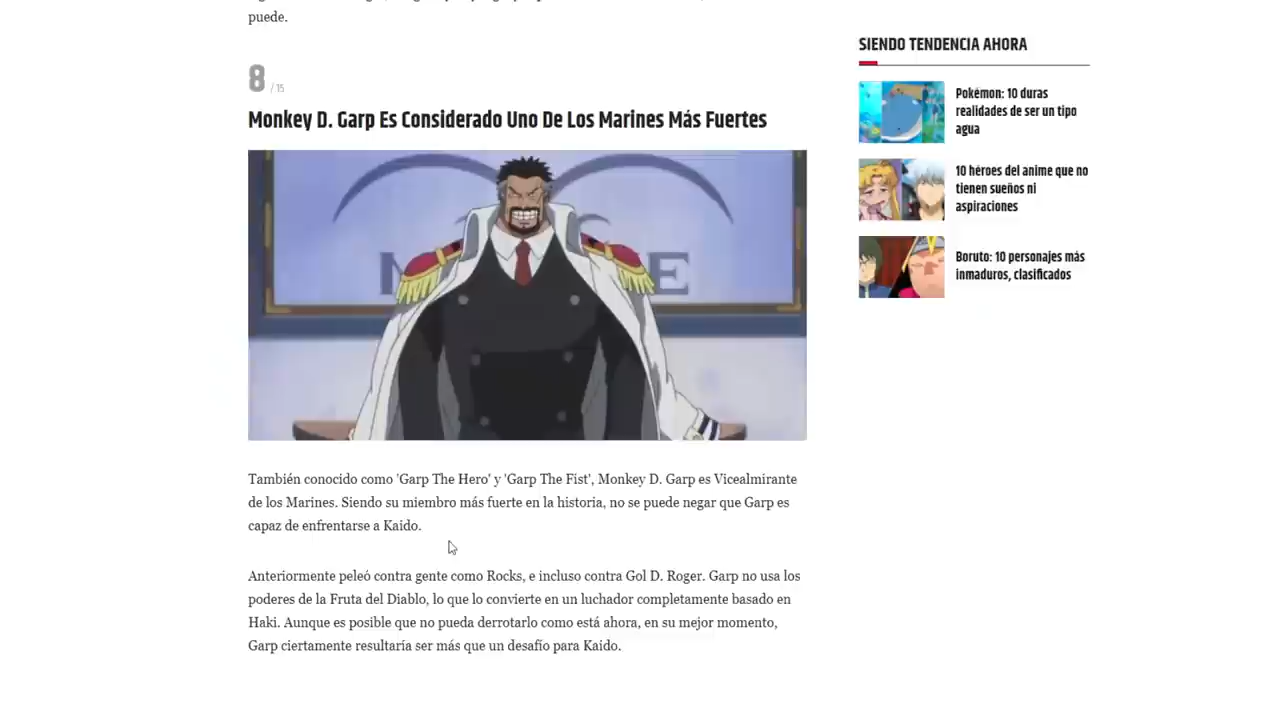 puede.
8 / 15
Monkey D. Garp Es Considerado Uno De Los Marines Más Fuertes
También conocido como 'Garp The Hero' y 'Garp The Fist', Monkey D. Garp es Vicealmirante
de los Marines. Siendo su miembro más fuerte en la historia, no se puede negar que Garp es
capaz de enfrentarse a Kaido.
Anteriormente peleó contra gente como Rocks, e incluso contra Gol D. Roger. Garp no usa los
poderes de la Fruta del Diablo, lo que lo convierte en un luchador completamente basado en
Haki. Aunque es posible que no pueda derrotarlo como está ahora, en su mejor momento,
Garp ciertamente resultaría ser más que un desafío para Kaido.
SIENDO TENDENCIA AHORA
Pokémon: 10 duras
realidades de ser un tipo
agua
10 héroes del anime que no
tienen sueños ni
aspiraciones
Boruto: 10 personajes más
inmaduros, clasificados